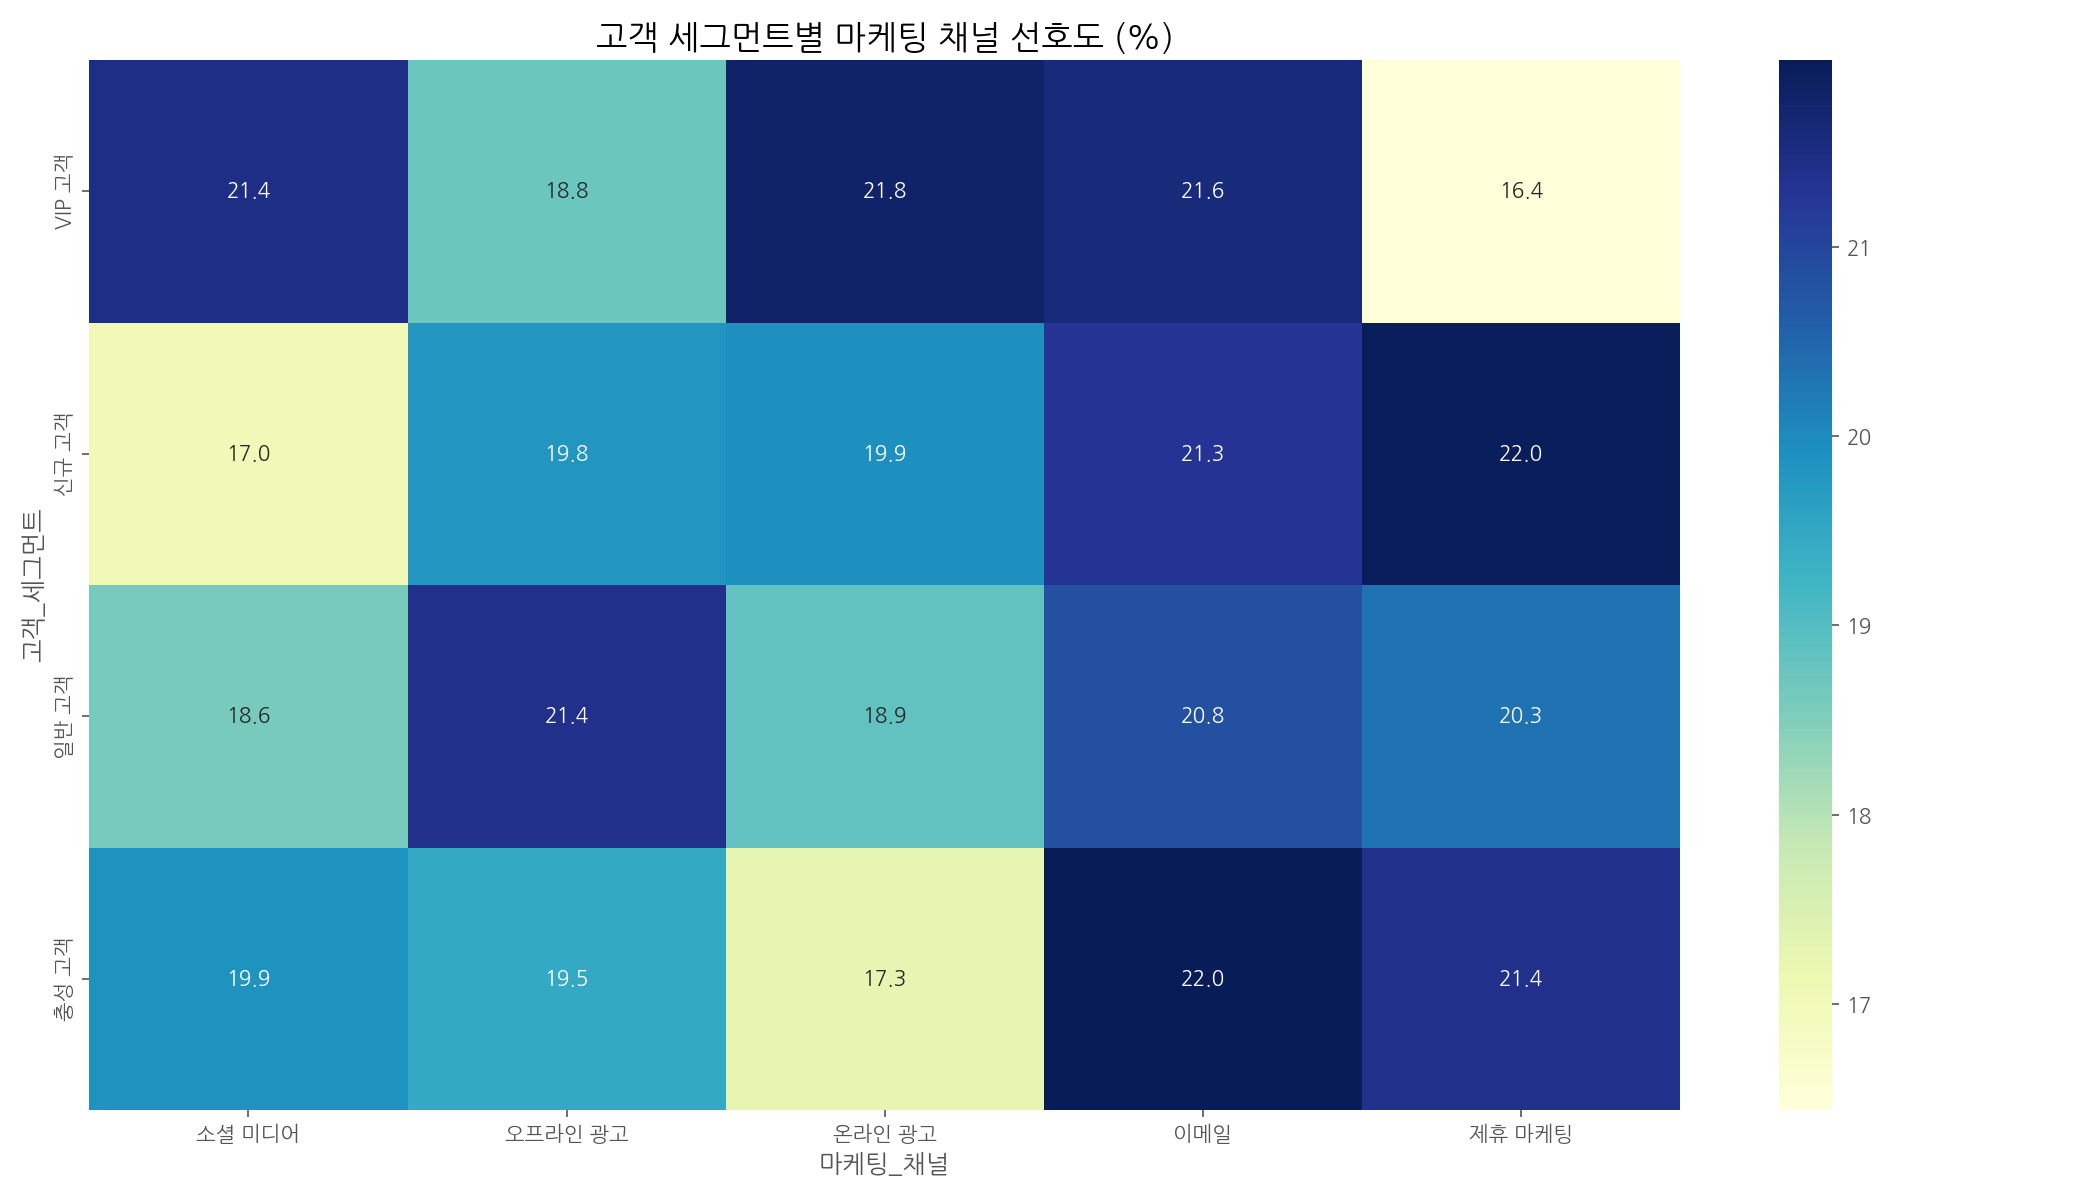 고객 세그먼트별 마케팅 채널 선호도 (%)
고객_세그먼트
VIP 고객
21.4 18.8 21.8 21.6 16.4
신규 고객
17.0 19.8 19.9 21.3 22.0
일반 고객
18.6 21.4 18.9 20.8 20.3
충성 고객
19.9 19.5 17.3 22.0 21.4
소셜 미디어 오프라인 광고 온라인 광고 이메일 제휴 마케팅
마케팅_채널
21
20
19
18
17